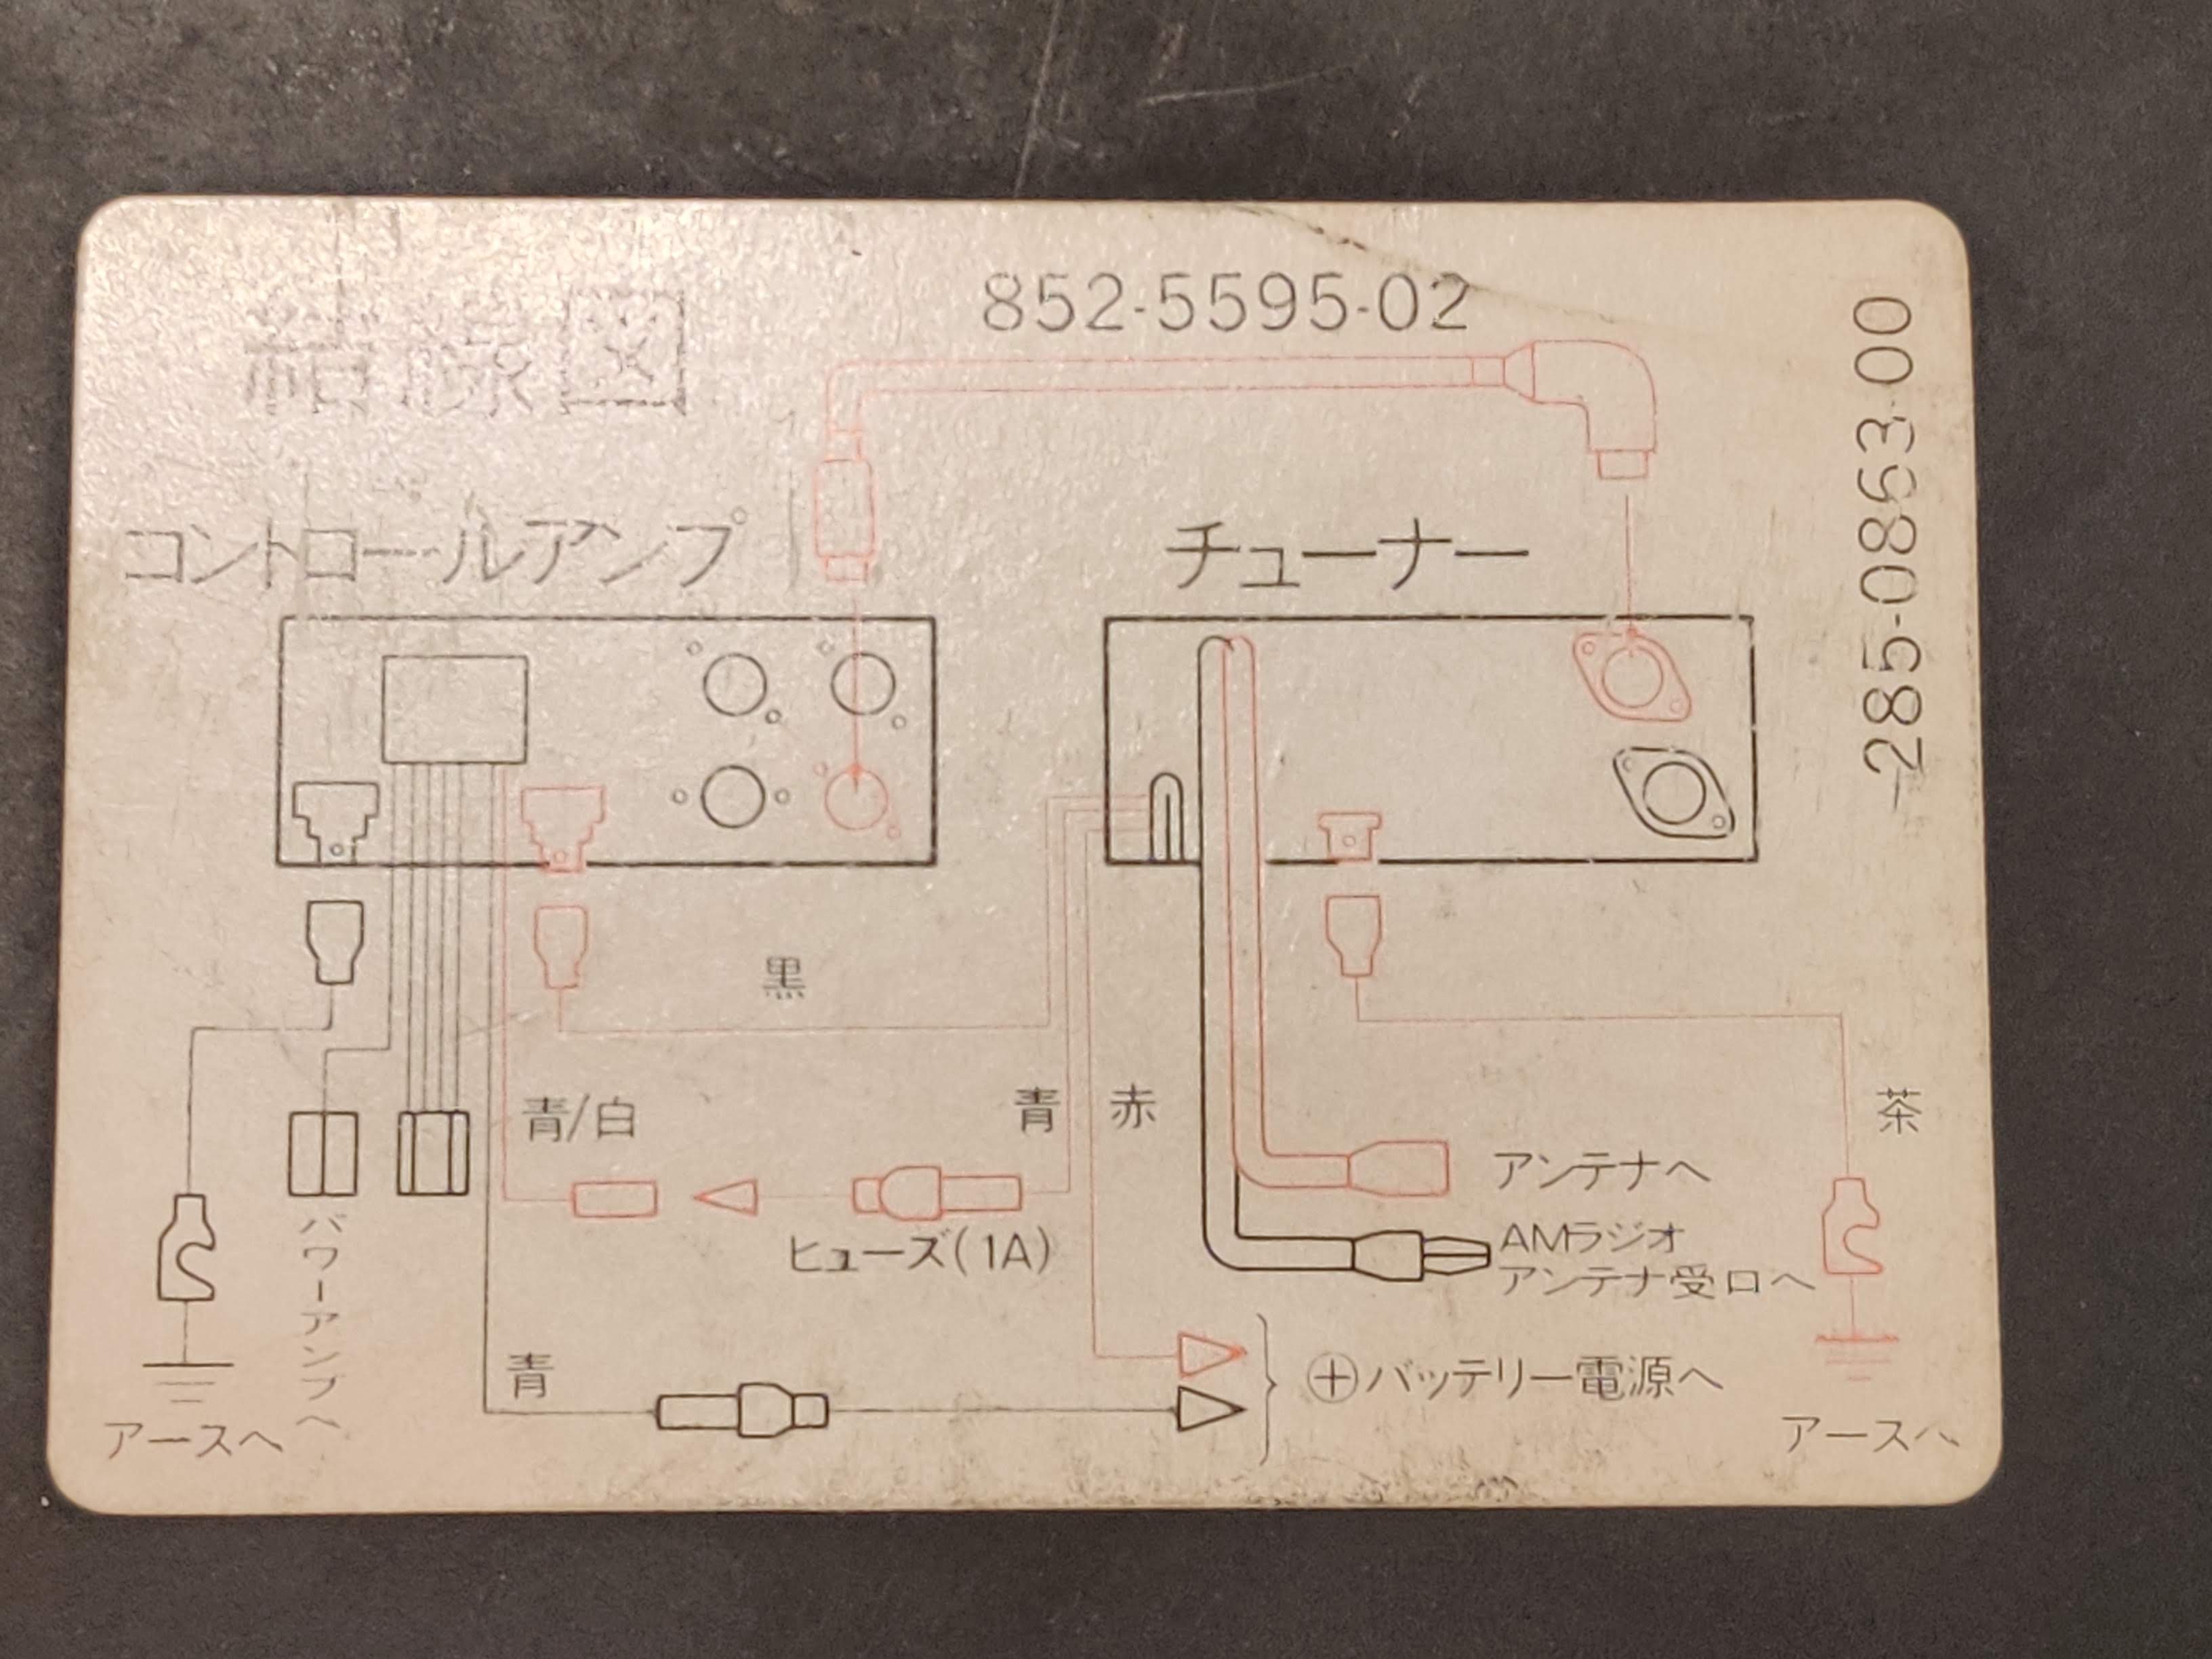 852-5595-02
結線図
285-0863-00
コントロールアンプ
チューナー
黒
青/白
青
赤
茶
アンテナへ
AMラジオ
アンテナ受口へ
ヒューズ(1A)
パワーアンプへ
青
⊕バッテリー電源へ
アースへ
アースへ